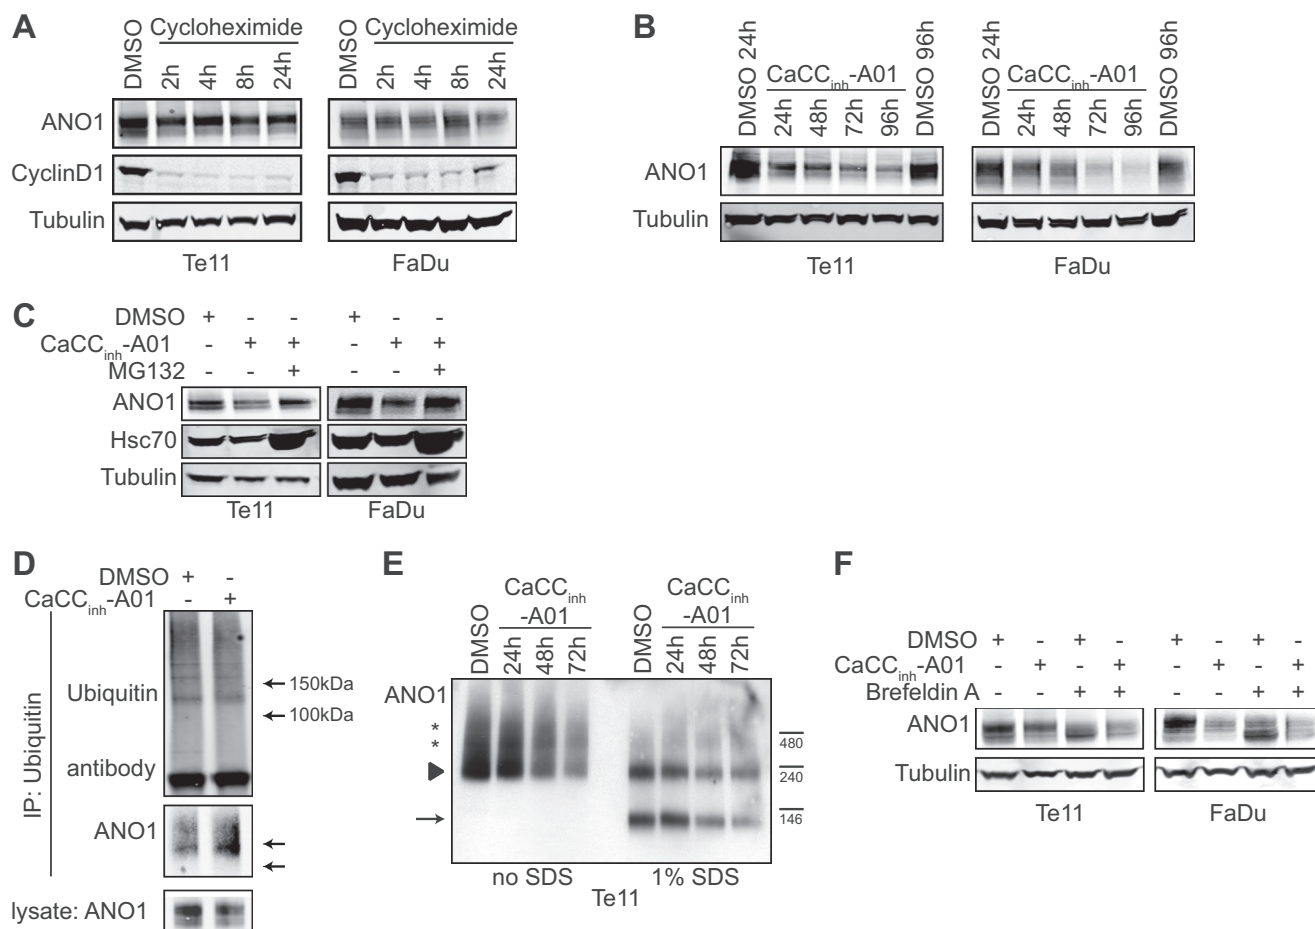 A
DMSO
Cycloheximide
2h
4h
8h
24h
DMSO
Cycloheximide
2h
4h
8h
24h
ANO1
CyclinD1
Tubulin
Te11
FaDu
B
DMSO 24h
CaCCinh-A01
24h
48h
72h
96h
DMSO 96h
DMSO 24h
CaCCinh-A01
24h
48h
72h
96h
DMSO 96h
ANO1
Tubulin
Te11
FaDu
C
DMSO + - - + - -
CaCCinh-A01 - + + - + +
MG132 - - + - - +
ANO1
Hsc70
Tubulin
Te11
FaDu
D
DMSO + -
CaCCinh-A01 - +
IP: Ubiquitin
Ubiquitin
150kDa
100kDa
antibody
ANO1
lysate: ANO1
E
DMSO
CaCCinh
-A01
24h
48h
72h
DMSO
CaCCinh
-A01
24h
48h
72h
ANO1
*
*
480
240
146
no SDS
1% SDS
Te11
F
DMSO + - + - + - + -
CaCCinh-A01 - + - + - + - +
Brefeldin A - - + + - - + +
ANO1
Tubulin
Te11
FaDu